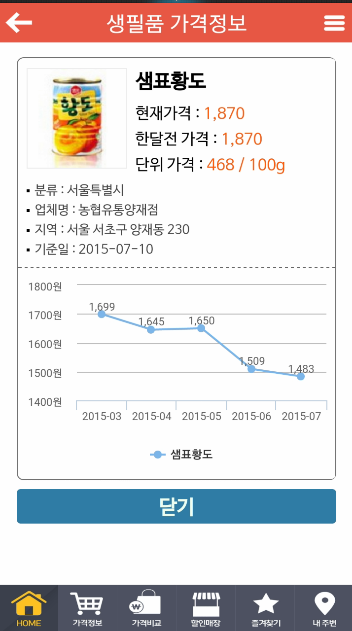 생필품 가격정보
황도
샘표황도
현재가격 : 1,870
한달전 가격 : 1,870
단위 가격 : 468 / 100g
▪ 분류 : 서울특별시
▪ 업체명 : 농협유통양재점
▪ 지역 : 서울 서초구 양재동 230
▪ 기준일 : 2015-07-10
1800원
1700원
1600원
1500원
1400원
1,699
1,645
1,650
1,509
1,483
2015-03 2015-04 2015-05 2015-06 2015-07
샘표황도
닫기
HOME 가격정보 가격비교 할인매장 즐겨찾기 내 주변